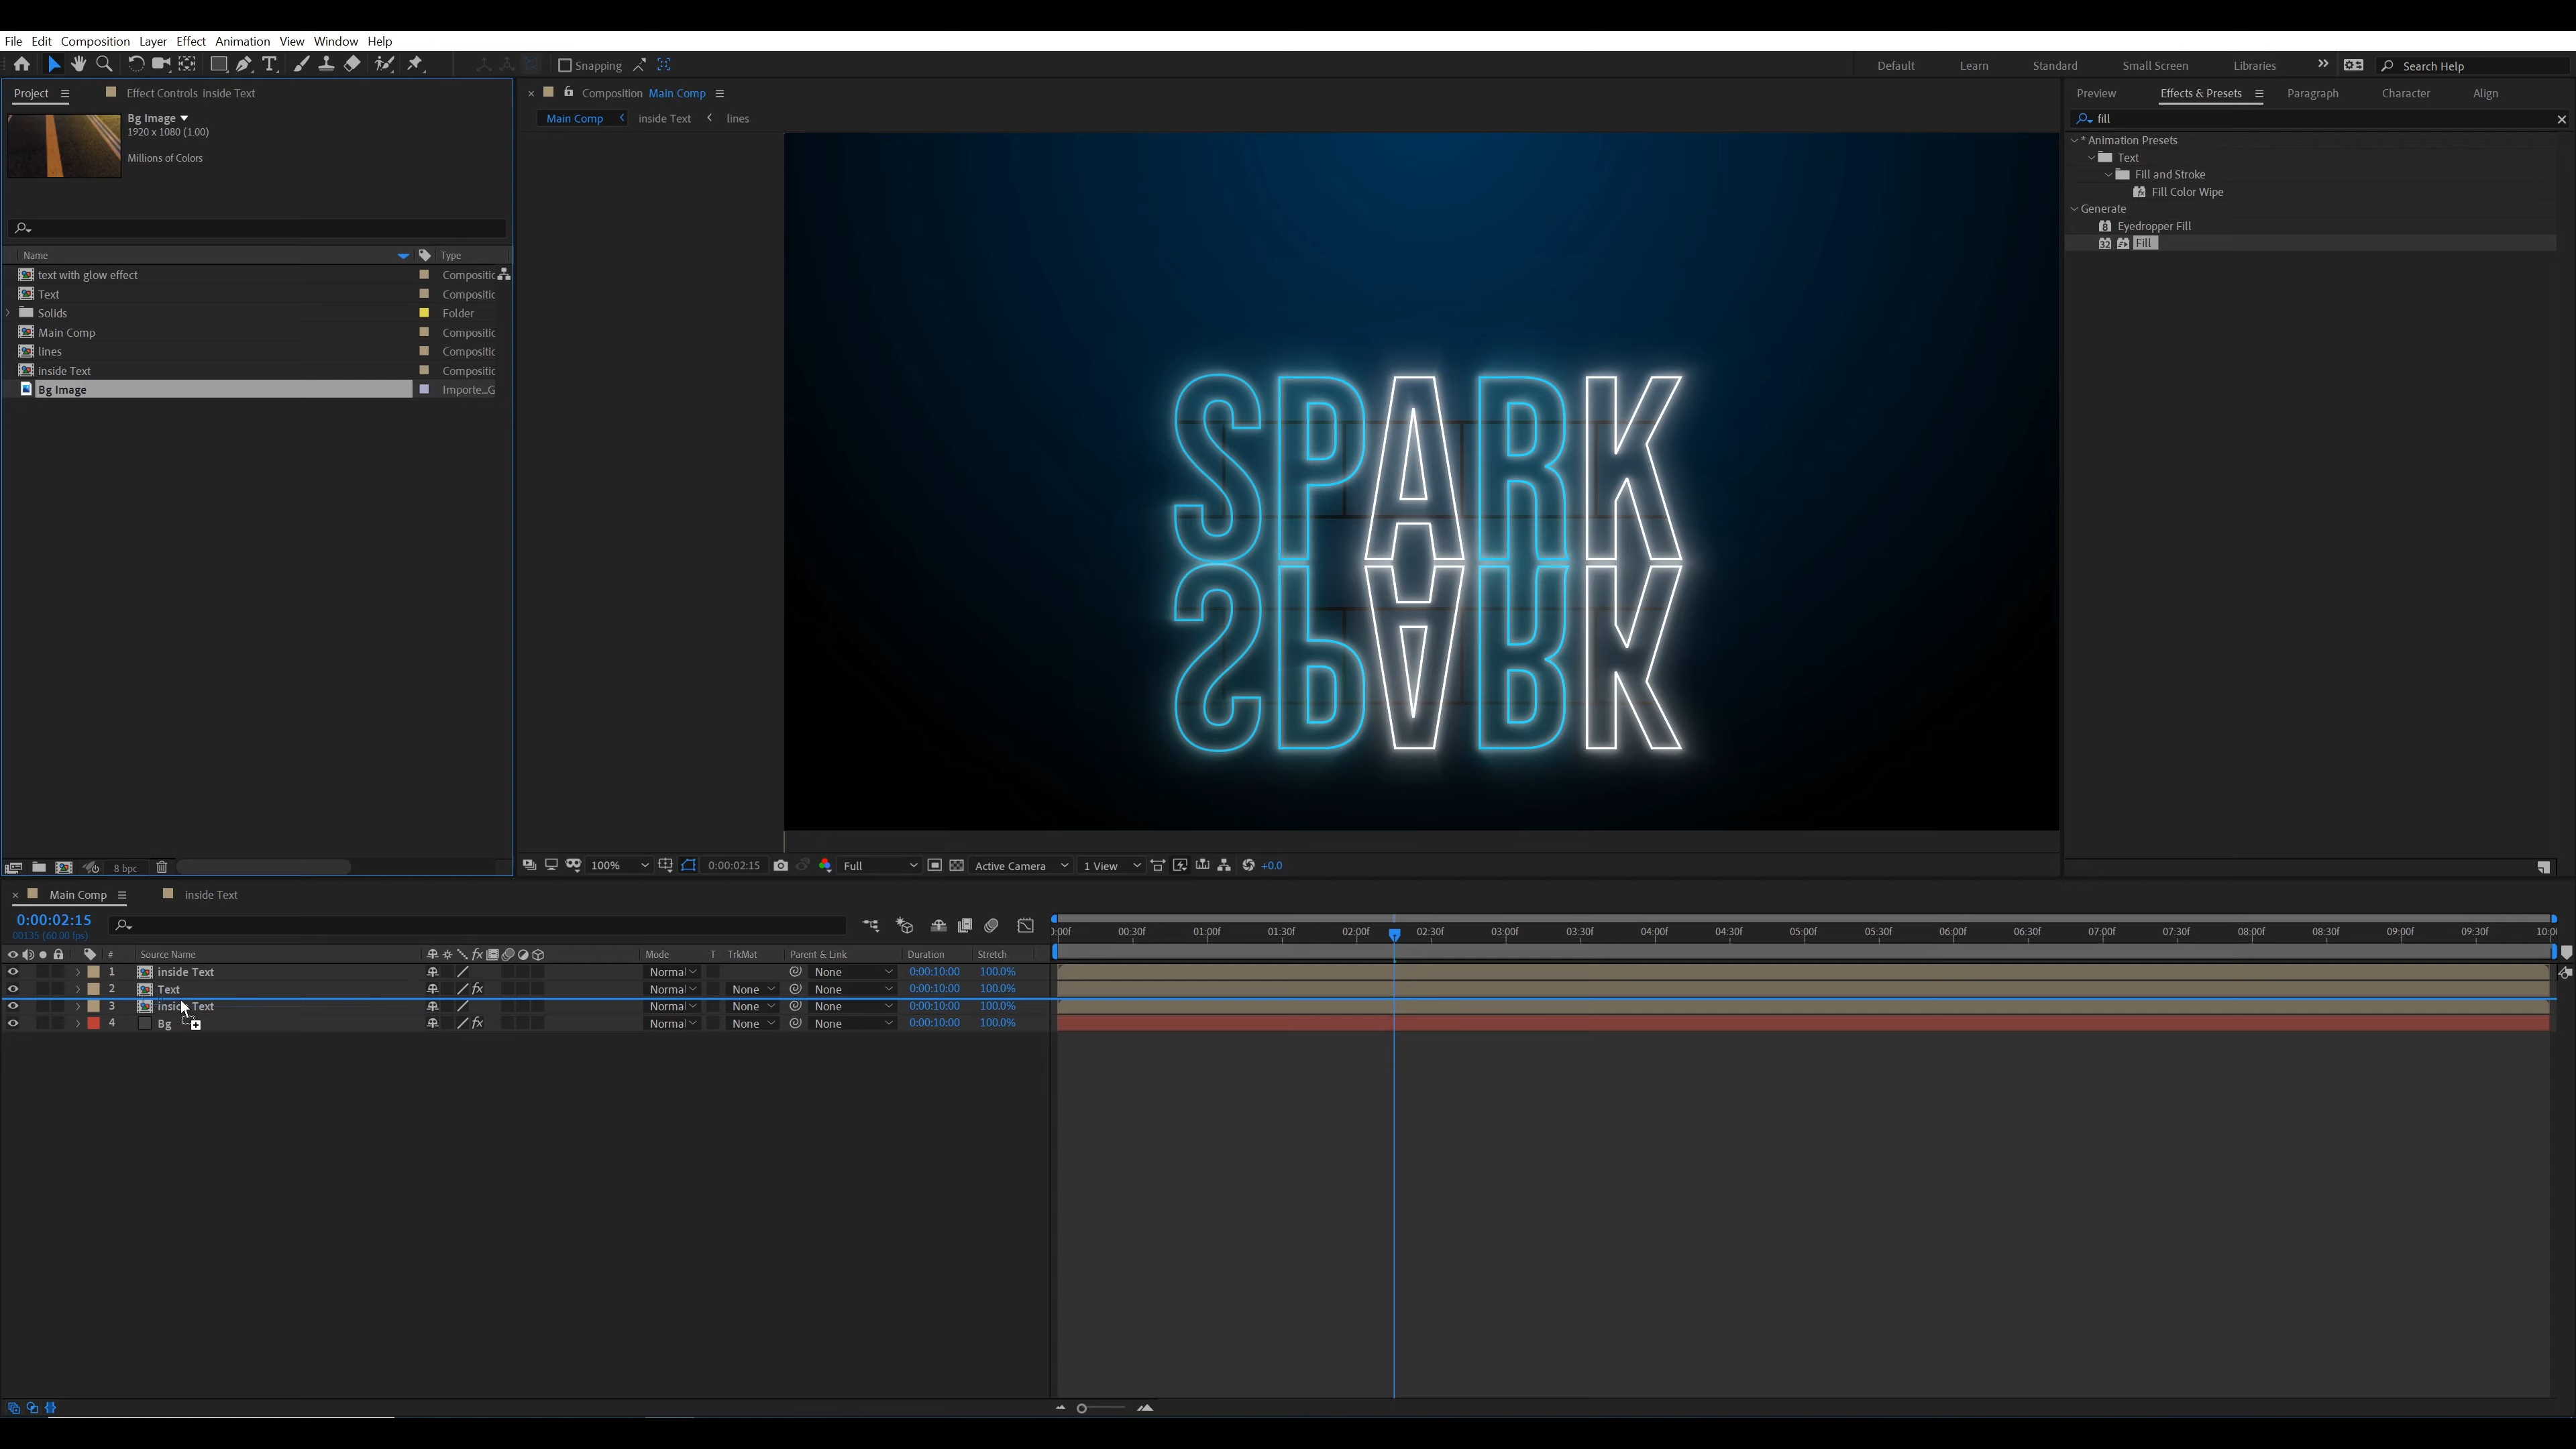 File Edit Composition Layer Effect Animation View Window Help
Snapping
Default Learn Standard Small Screen Libraries Search Help
Project Effect Controls inside Text
Composition Main Comp
Preview Effects & Presets Paragraph Character Align
Main Comp inside Text lines
Bg Image
1920 x 1080 (1.00)
Millions of Colors
fill
* Animation Presets
Text
Fill and Stroke
Fill Color Wipe
Generate
Eyedropper Fill
32 Fill
Name Type
text with glow effect Compositic
Text Compositic
Solids Folder
Main Comp Compositic
lines Compositic
inside Text Compositic
Bg Image Importe...G
SPARK
8 bpc
100% 0:00:02:15 Full Active Camera 1 View +0.0
Main Comp inside Text
0:00:02:15
00135 (60.00 fps)
# Source Name fx Mode T TrkMat Parent & Link Duration Stretch
0:00f 00:30f 01:00f 01:30f 02:00f 02:30f 03:00f 03:30f 04:00f 04:30f 05:00f 05:30f 06:00f 06:30f 07:00f 07:30f 08:00f 08:30f 09:00f 09:30f 10:0
1 inside Text Normal None 0:00:10:00 100.0%
2 Text fx Normal None None 0:00:10:00 100.0%
3 inside Text Normal None None 0:00:10:00 100.0%
4 Bg fx Normal None None 0:00:10:00 100.0%